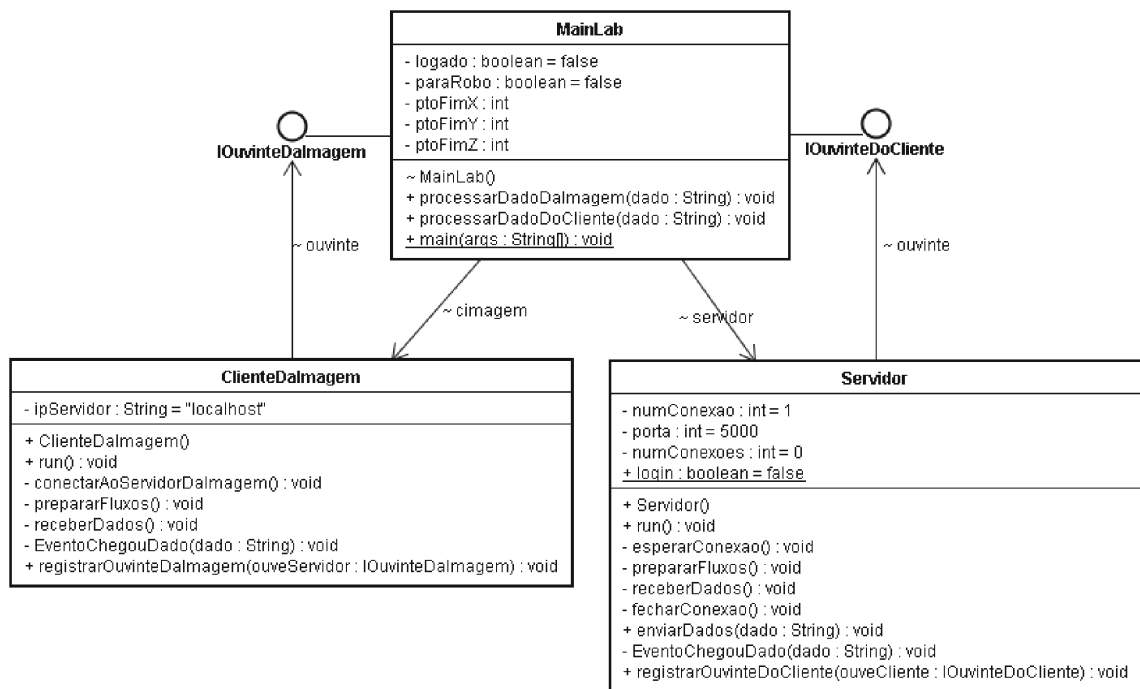 MainLab
- logado : boolean = false
- paraRobo : boolean = false
- ptoFimX : int
- ptoFimY : int
- ptoFimZ : int
~ MainLab()
+ processarDadoDaImagem(dado : String) : void
+ processarDadoDoCliente(dado : String) : void
+ main(args : String[]) : void
IOuvinteDaImagem
IOuvinteDoCliente
~ ouvinte
~ ouvinte
~ cimagem
~ servidor
ClienteDaImagem
- ipServidor : String = "localhost"
+ ClienteDaImagem()
+ run() : void
- conectarAoServidorDaImagem() : void
- prepararFluxos() : void
- receberDados() : void
- EventoChegouDado(dado : String) : void
+ registrarOuvinteDaImagem(ouveServidor : IOuvinteDaImagem) : void
Servidor
- numConexao : int = 1
- porta : int = 5000
- numConexoes : int = 0
+ login : boolean = false
+ Servidor()
+ run() : void
- esperarConexao() : void
- prepararFluxos() : void
- receberDados() : void
- fecharConexao() : void
+ enviarDados(dado : String) : void
- EventoChegouDado(dado : String) : void
+ registrarOuvinteDoCliente(ouveCliente : IOuvinteDoCliente) : void